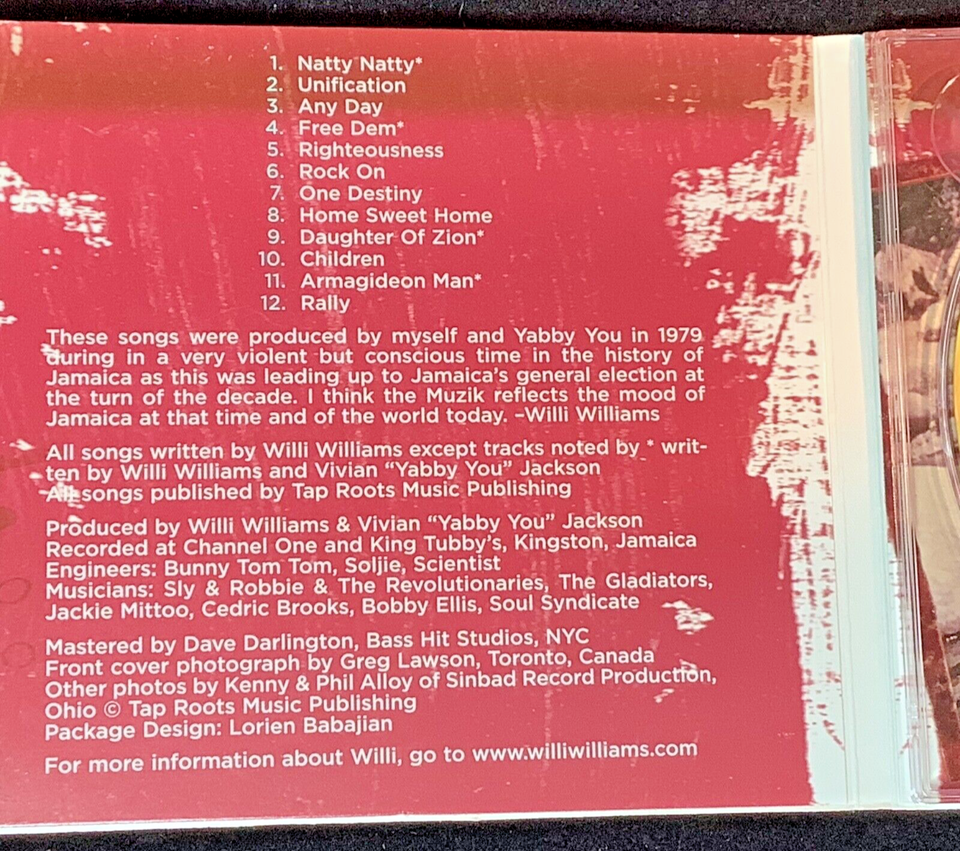 1. Natty Natty*
2. Unification
3. Any Day
4. Free Dem*
5. Righteousness
6. Rock On
7. One Destiny
8. Home Sweet Home
9. Daughter Of Zion*
10. Children
11. Armagideon Man*
12. Rally
These songs were produced by myself and Yabby You in 1979
during in a very violent but conscious time in the history of
Jamaica as this was leading up to Jamaica's general election at
the turn of the decade. I think the Muzik reflects the mood of
Jamaica at that time and of the world today. –Willi Williams
All songs written by Willi Williams except tracks noted by * writ-
ten by Willi Williams and Vivian “Yabby You” Jackson
All songs published by Tap Roots Music Publishing
Produced by Willi Williams & Vivian “Yabby You” Jackson
Recorded at Channel One and King Tubby's, Kingston, Jamaica
Engineers: Bunny Tom Tom, Soljie, Scientist
Musicians: Sly & Robbie & The Revolutionaries, The Gladiators,
Jackie Mittoo, Cedric Brooks, Bobby Ellis, Soul Syndicate
Mastered by Dave Darlington, Bass Hit Studios, NYC
Front cover photograph by Greg Lawson, Toronto, Canada
Other photos by Kenny & Phil Alloy of Sinbad Record Production,
Ohio © Tap Roots Music Publishing
Package Design: Lorien Babajian
For more information about Willi, go to www.williwilliams.com